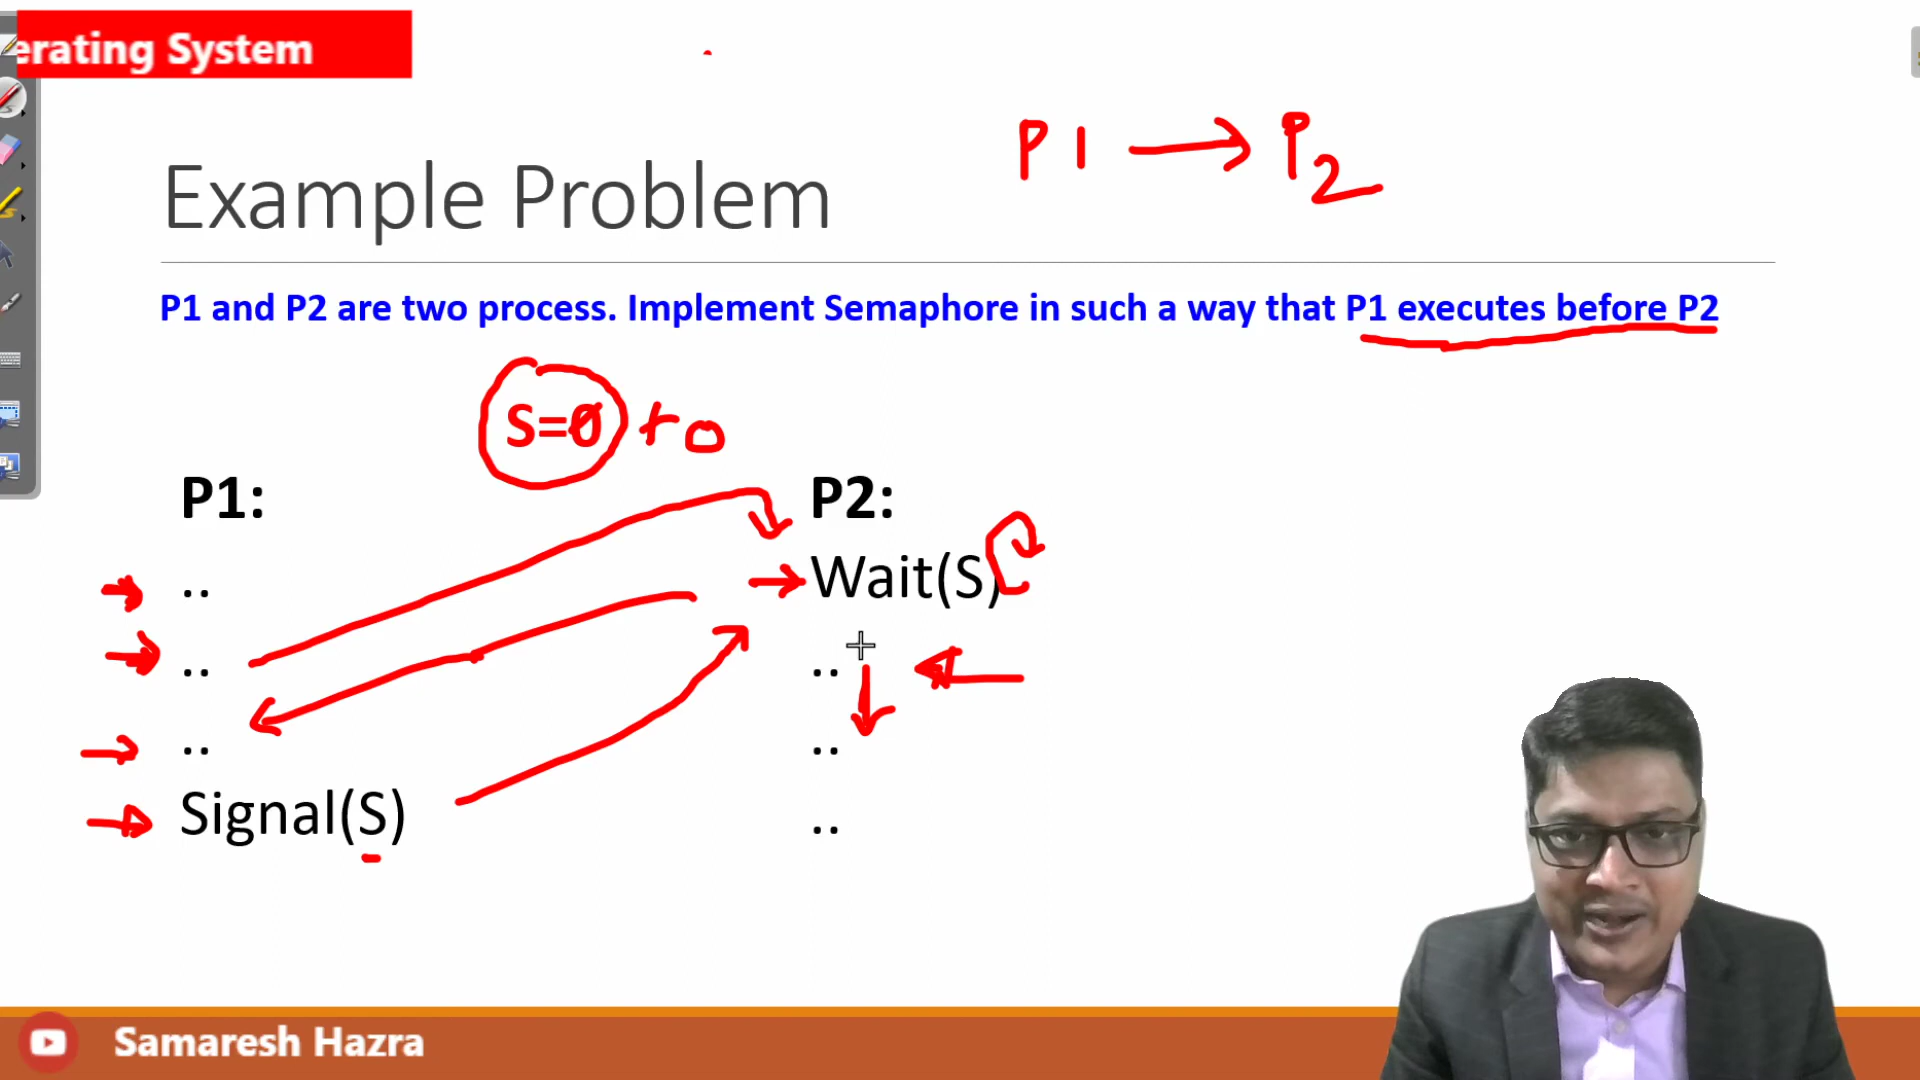 erating System
P1 → P2
Example Problem
P1 and P2 are two process. Implement Semaphore in such a way that P1 executes before P2
S=0
P1:
P2:
..
Wait(S)
..
..
..
..
Signal(S)
..
Samaresh Hazra